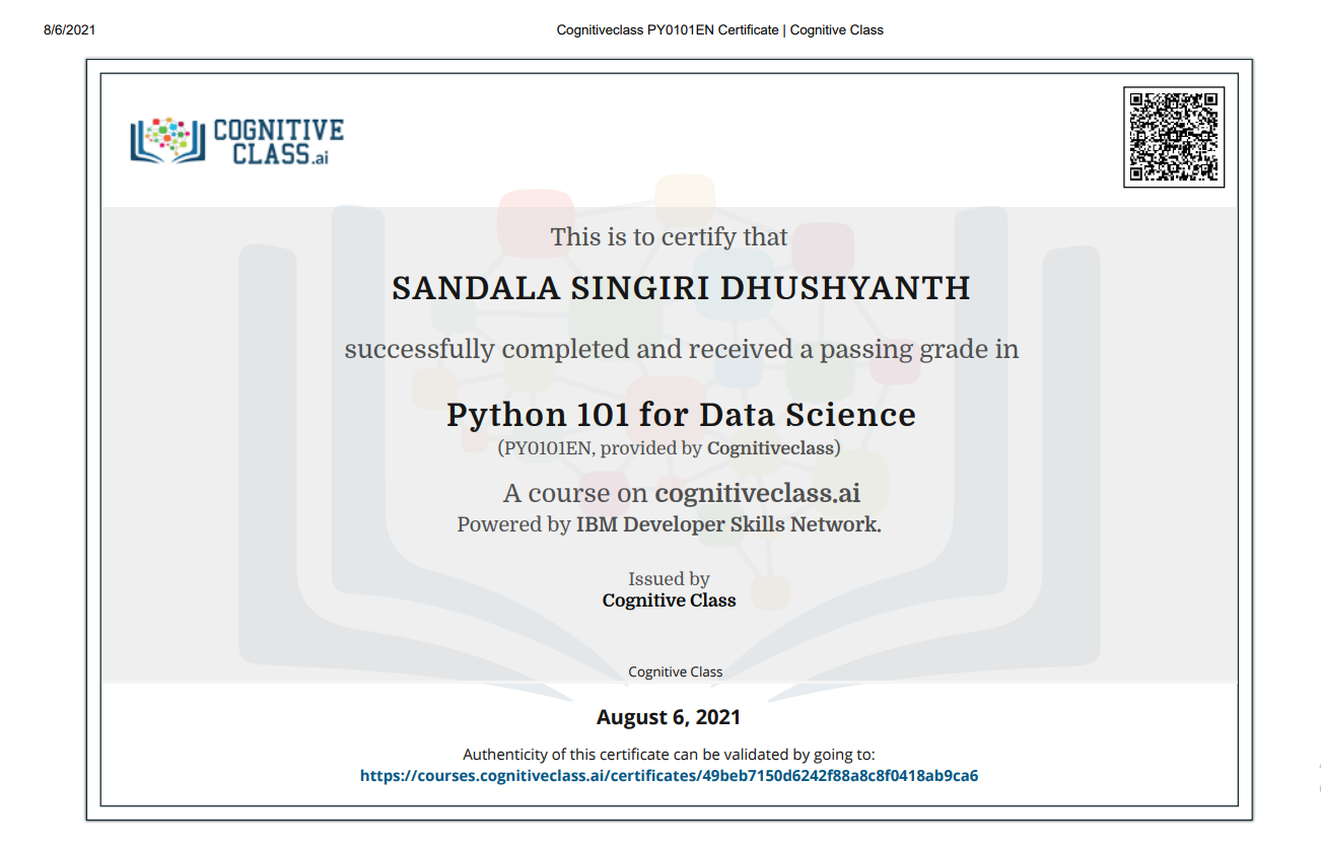 8/6/2021
Cognitiveclass PY0101EN Certificate | Cognitive Class
COGNITIVE
CLASS.ai
This is to certify that
SANDALA SINGIRI DHUSHYANTH
successfully completed and received a passing grade in
Python 101 for Data Science
(PY0101EN, provided by Cognitiveclass)
A course on cognitiveclass.ai
Powered by IBM Developer Skills Network.
Issued by
Cognitive Class
Cognitive Class
August 6, 2021
Authenticity of this certificate can be validated by going to:
https://courses.cognitiveclass.ai/certificates/49beb7150d6242f88a8c8f0418ab9ca6